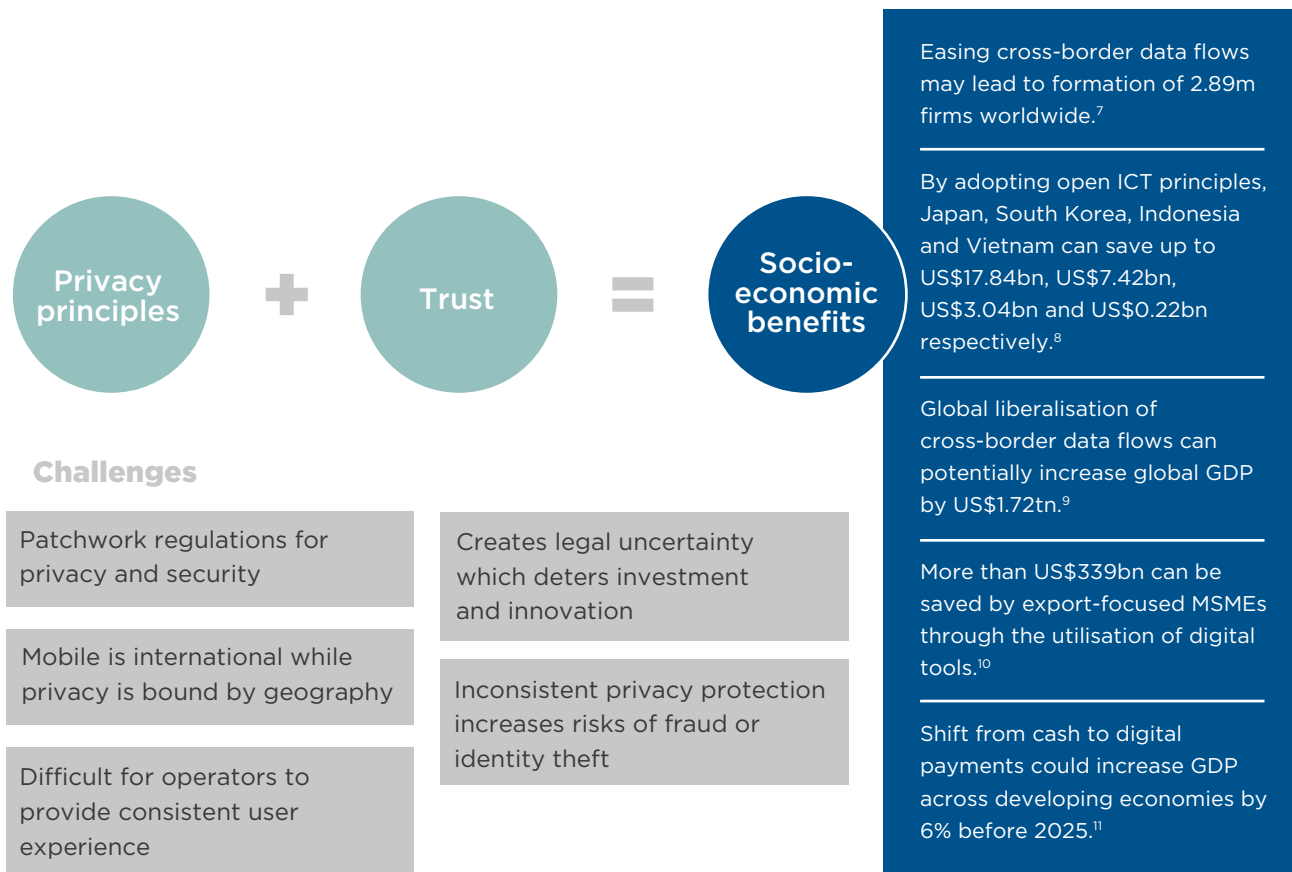 Privacy
principles
+
Trust
=
Socio-
economic
benefits
Easing cross-border data flows
may lead to formation of 2.89m
firms worldwide.7
By adopting open ICT principles,
Japan, South Korea, Indonesia
and Vietnam can save up to
US$17.84bn, US$7.42bn,
US$3.04bn and US$0.22bn
respectively.8
Global liberalisation of
cross-border data flows can
potentially increase global GDP
by US$1.72tn.9
More than US$339bn can be
saved by export-focused MSMEs
through the utilisation of digital
tools.10
Shift from cash to digital
payments could increase GDP
across developing economies by
6% before 2025.11
Challenges
Patchwork regulations for
privacy and security
Mobile is international while
privacy is bound by geography
Difficult for operators to
provide consistent user
experience
Creates legal uncertainty
which deters investment
and innovation
Inconsistent privacy protection
increases risks of fraud or
identity theft